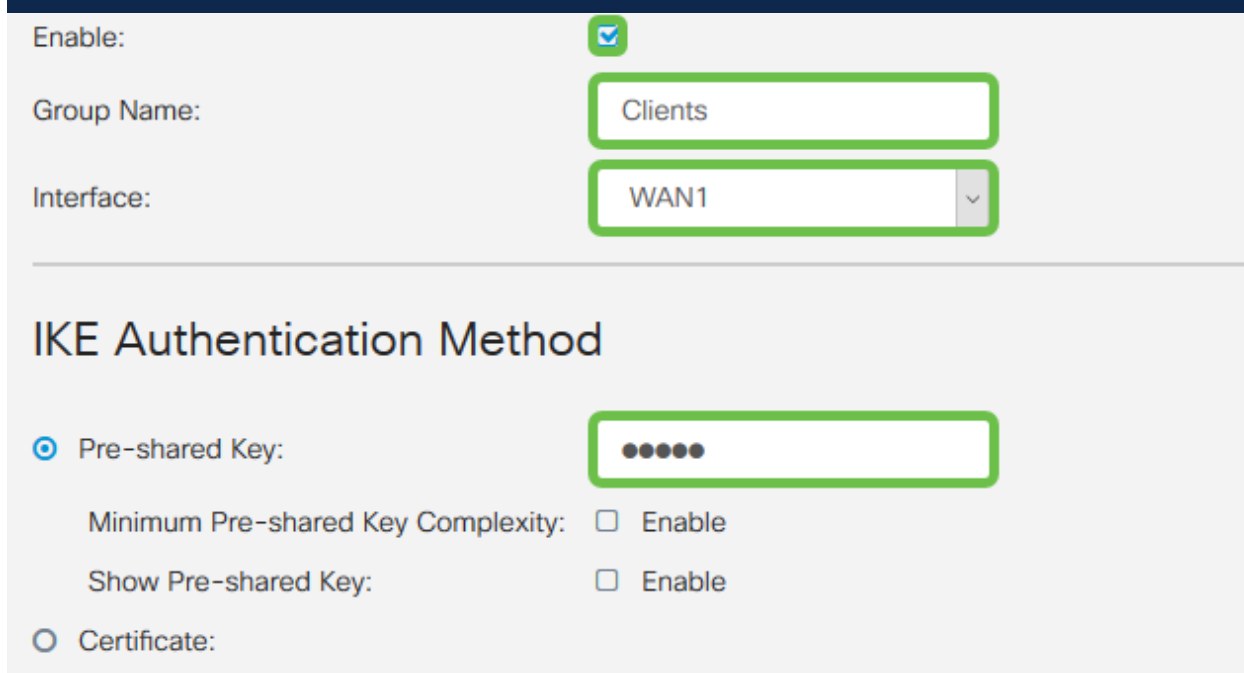 Enable:
Group Name: Clients
Interface: WAN1
IKE Authentication Method
Pre-shared Key: ●●●●●
Minimum Pre-shared Key Complexity: Enable
Show Pre-shared Key: Enable
Certificate: